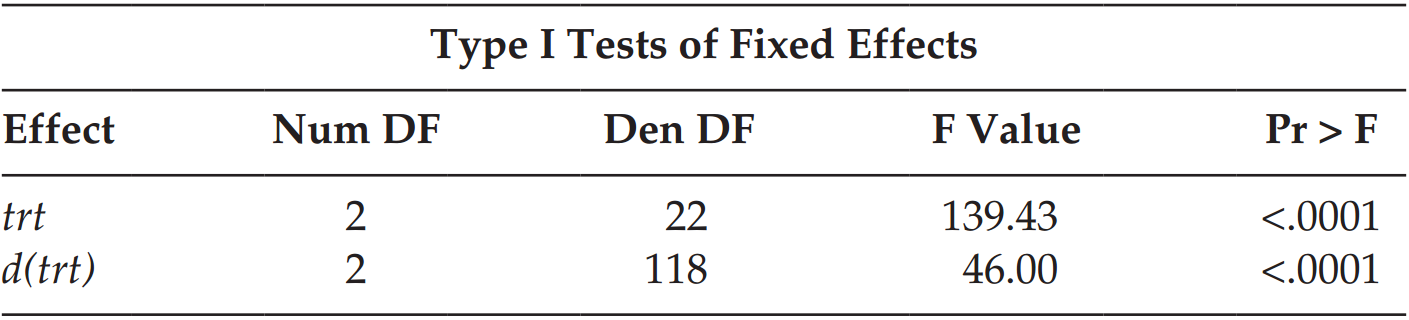 Type I Tests of Fixed Effects
Effect Num DF Den DF F Value Pr > F
trt 2 22 139.43 <.0001
d(trt) 2 118 46.00 <.0001